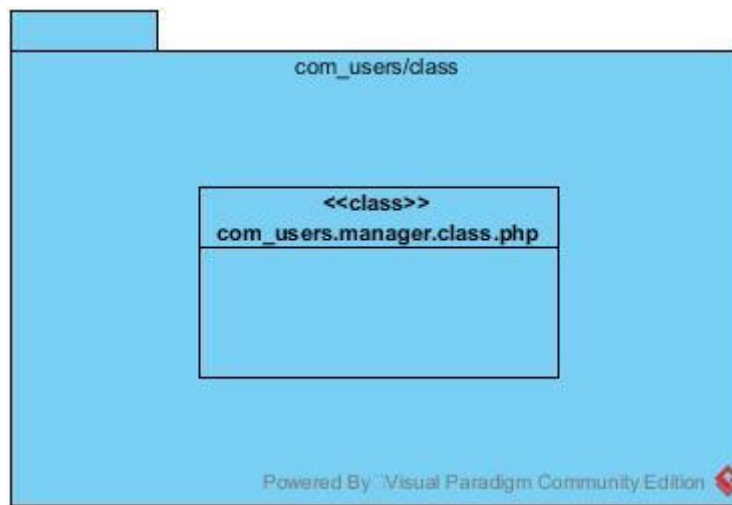 com_users/class
<<class>>
com_users.manager.class.php
Powered By Visual Paradigm Community Edition